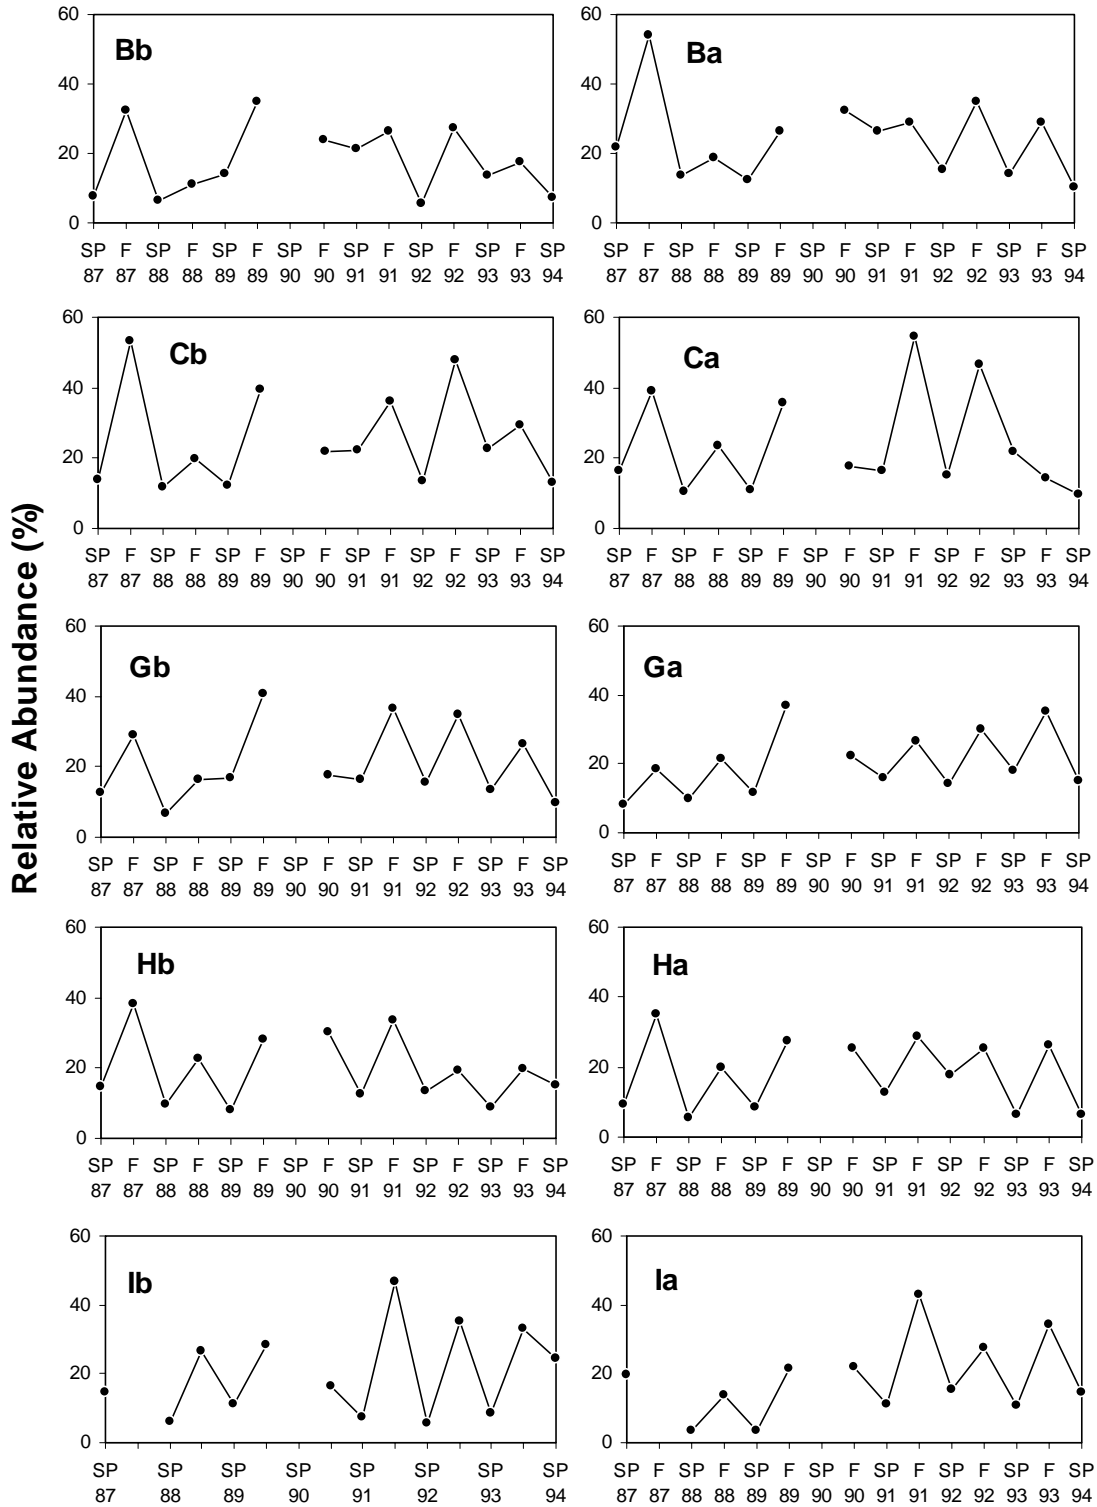 Relative Abundance (%)
60
40
20
0
Bb
SP F SP F SP F SP F SP F SP F SP F SP
87 87 88 88 89 89 90 90 91 91 92 92 93 93 94
60
40
20
0
Ba
SP F SP F SP F SP F SP F SP F SP F SP
87 87 88 88 89 89 90 90 91 91 92 92 93 93 94
60
40
20
0
Cb
SP F SP F SP F SP F SP F SP F SP F SP
87 87 88 88 89 89 90 90 91 91 92 92 93 93 94
60
40
20
0
Ca
SP F SP F SP F SP F SP F SP F SP F SP
87 87 88 88 89 89 90 90 91 91 92 92 93 93 94
60
40
20
0
Gb
SP F SP F SP F SP F SP F SP F SP F SP
87 87 88 88 89 89 90 90 91 91 92 92 93 93 94
60
40
20
0
Ga
SP F SP F SP F SP F SP F SP F SP F SP
87 87 88 88 89 89 90 90 91 91 92 92 93 93 94
60
40
20
0
Hb
SP F SP F SP F SP F SP F SP F SP F SP
87 87 88 88 89 89 90 90 91 91 92 92 93 93 94
60
40
20
0
Ha
SP F SP F SP F SP F SP F SP F SP F SP
87 87 88 88 89 89 90 90 91 91 92 92 93 93 94
60
40
20
0
Ib
SP SP SP SP SP SP SP SP
87 88 89 90 91 92 93 94
60
40
20
0
Ia
SP F SP F SP F SP F SP F SP F SP F SP
87 87 88 88 89 89 90 90 91 91 92 92 93 93 94